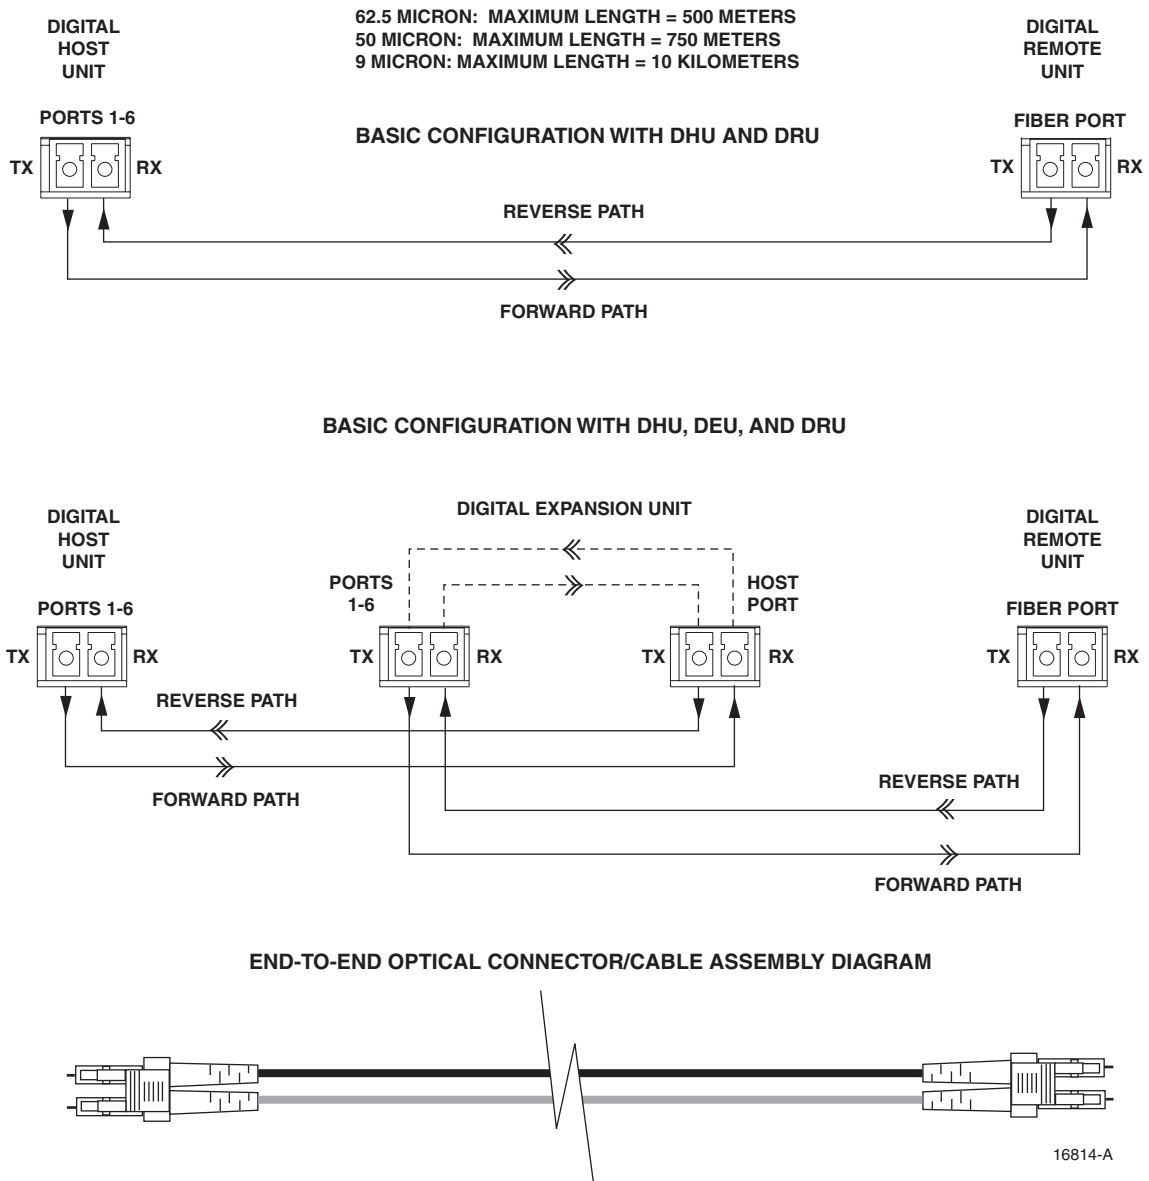 62.5 MICRON: MAXIMUM LENGTH = 500 METERS
50 MICRON: MAXIMUM LENGTH = 750 METERS
9 MICRON: MAXIMUM LENGTH = 10 KILOMETERS
DIGITAL
HOST
UNIT
DIGITAL
REMOTE
UNIT
PORTS 1-6
FIBER PORT
BASIC CONFIGURATION WITH DHU AND DRU
TX
RX
TX
RX
REVERSE PATH
FORWARD PATH
BASIC CONFIGURATION WITH DHU, DEU, AND DRU
DIGITAL EXPANSION UNIT
DIGITAL
HOST
UNIT
DIGITAL
REMOTE
UNIT
PORTS
1-6
HOST
PORT
PORTS 1-6
FIBER PORT
TX
RX
TX
RX
TX
RX
TX
RX
REVERSE PATH
FORWARD PATH
REVERSE PATH
FORWARD PATH
END-TO-END OPTICAL CONNECTOR/CABLE ASSEMBLY DIAGRAM
16814-A